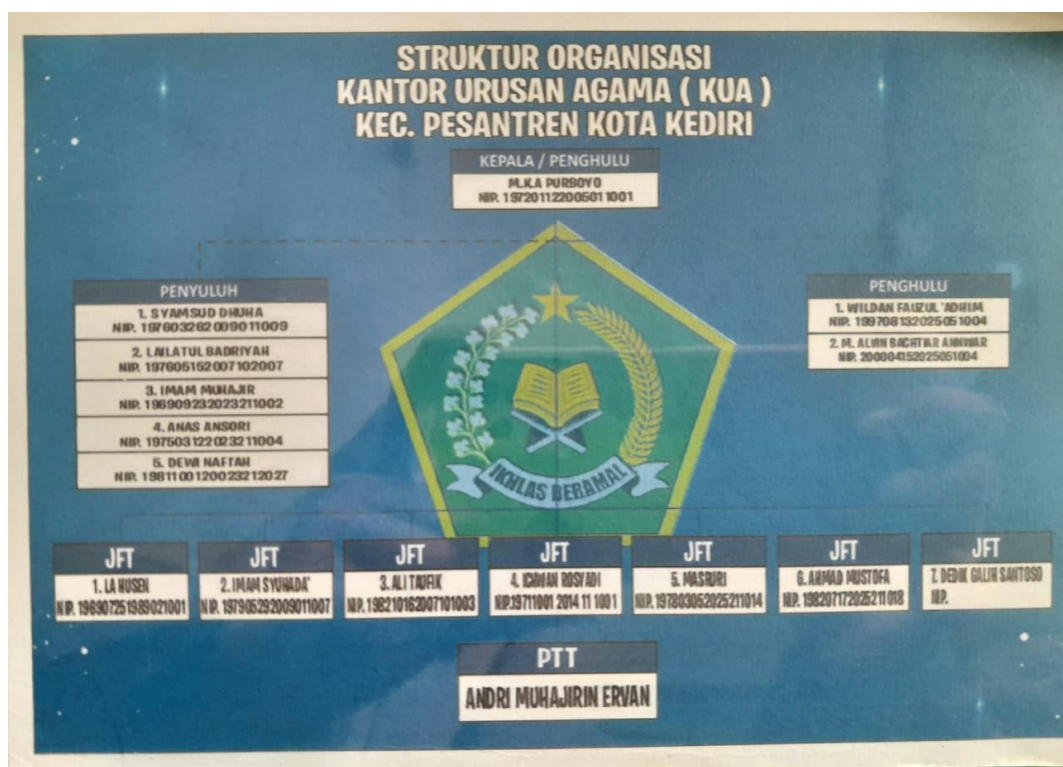 STRUKTUR ORGANISASI
KANTOR URUSAN AGAMA ( KUA )
KEC. PESANTREN KOTA KEDIRI
KEPALA / PENGHULU
M.K.A PURBOYO
NIP. 197201122005011001
PENYULUH
1. SYAMSUD DHUHA
NIP. 197603262009011009
2. LAILATUL BADRIYAH
NIP. 197605152007102007
3. IMAM MUHAJIR
NIP. 196909232023211002
4. ANAS ANSORI
NIP. 197503122023211004
5. DEWI NAFTAH
NIP. 198110012023212027
PENGHULU
1. WILDAN FAUZUL 'ADHIM
NIP. 199708132025051004
2. M. ALVIN BACHTIAR ANNWAR
NIP. 200004152025051004
IKHLAS BERAMAL
JFT
1. LA HUSEN
NIP. 196907251989021001
JFT
2. IMAM SYUHADA'
NIP. 197905292009011007
JFT
3. ALI TAUFIK
NIP. 198210162007101003
JFT
4. ICHWAN ROSYADI
NIP.19711001 2014 11 1001
JFT
5. MASRURI
NIP. 197803052025211014
JFT
6. AHMAD MUSTOFA
NIP. 198207172025211018
JFT
7. DEDIK GALIH SANTOSO
NIP.
PTT
ANDRI MUHAJIRIN ERVAN